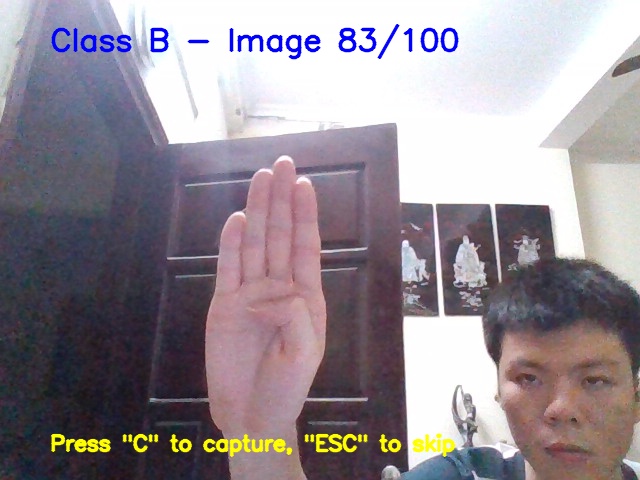 Class B - Image 83/100
Press "C" to capture, "ESC" to skip